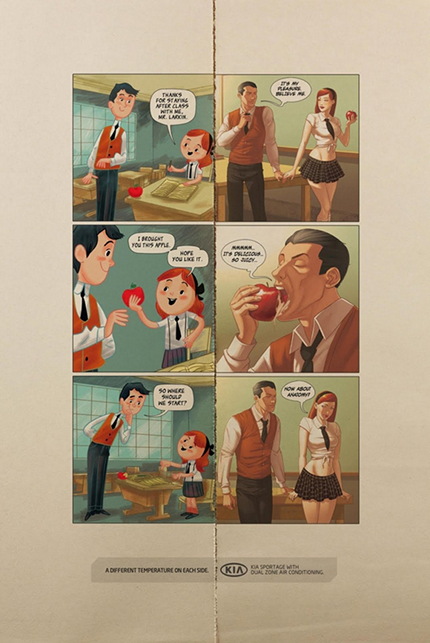 THANKS
FOR STAYING
AFTER CLASS
WITH ME,
MR. LARKIN.
IT'S MY
PLEASURE
BELIEVE ME.
I BROUGHT
YOU THIS APPLE.
HOPE
YOU LIKE IT.
MMMMM...
IT'S DELICIOUS..
SO JUICY..
SO WHERE
SHOULD
WE START?
HOW ABOUT
ANATOMY?
A DIFFERENT TEMPERATURE ON EACH SIDE.
KIA
KIA SPORTAGE WITH
DUAL ZONE AIR CONDITIONING.